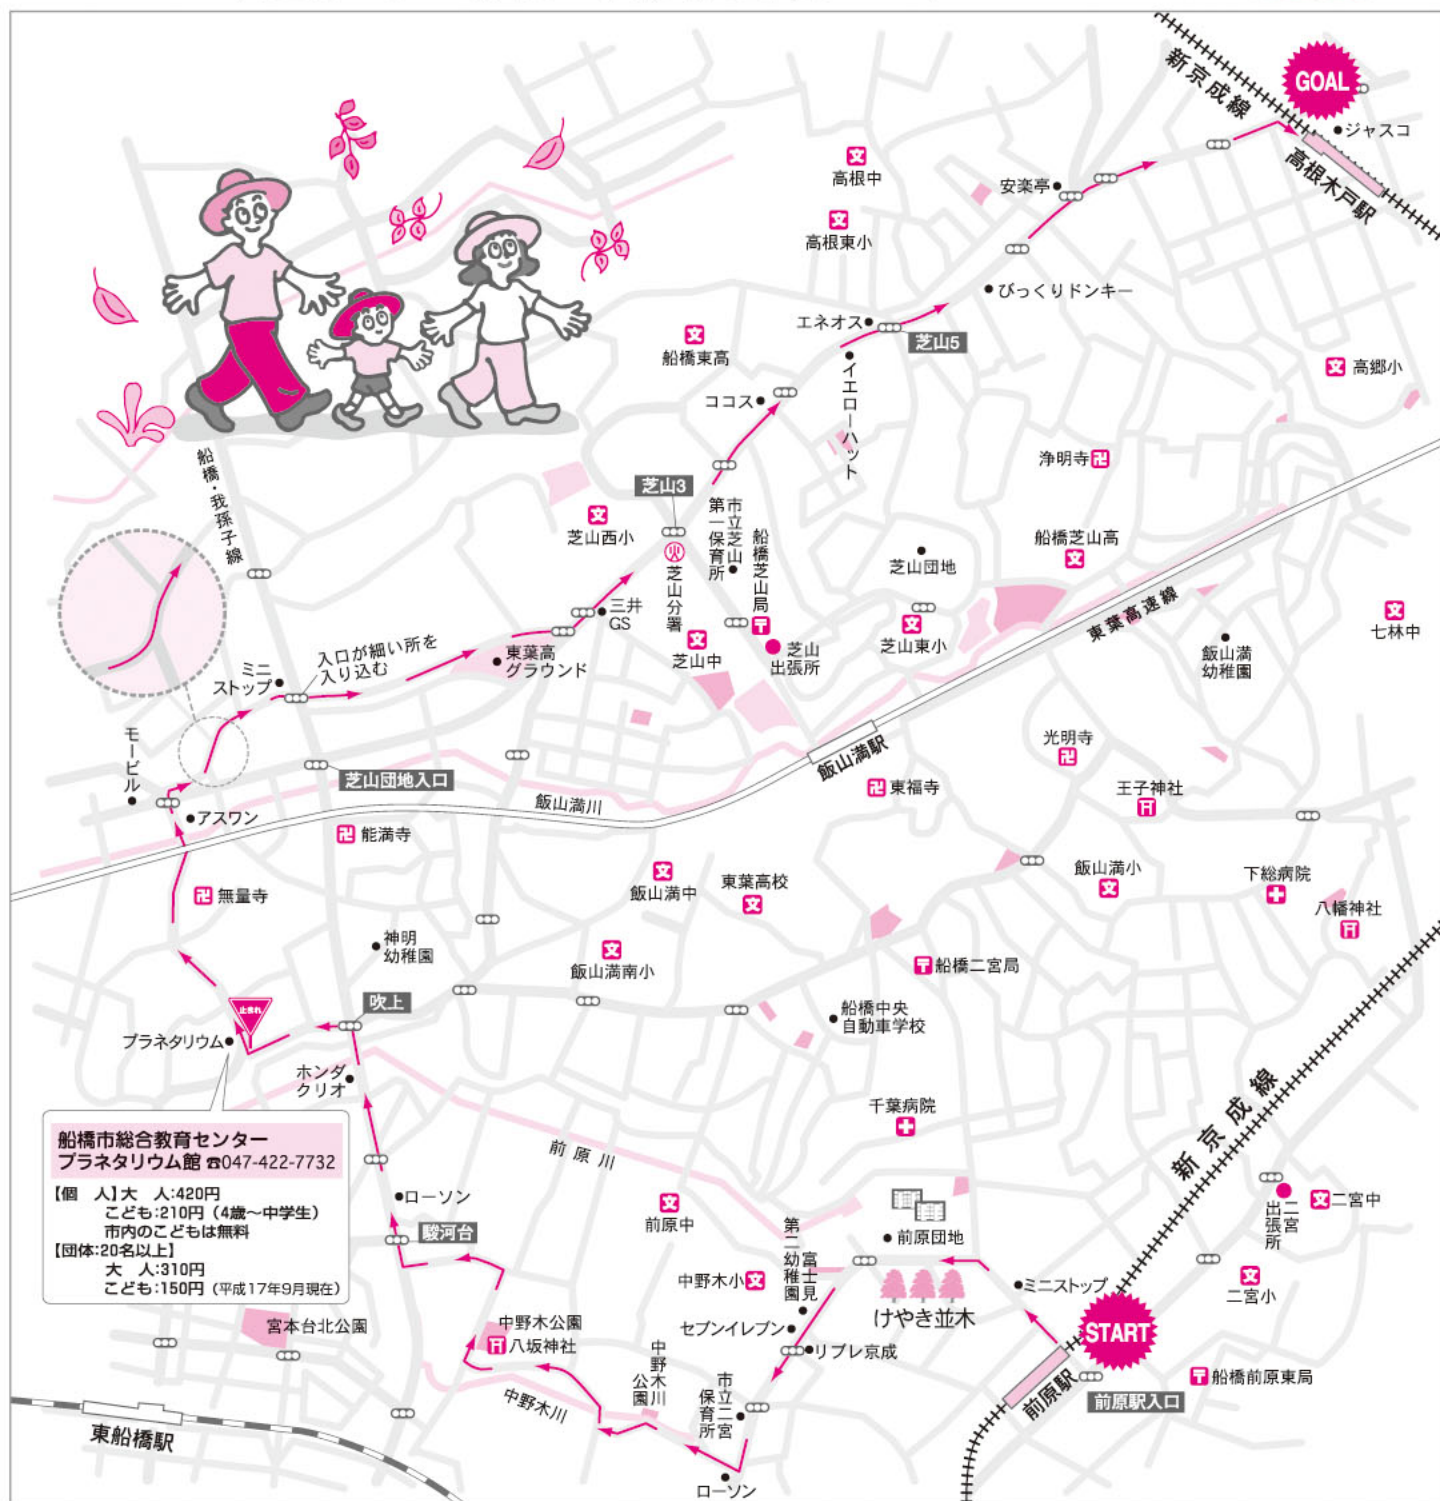 新京成線
GOAL
ジャスコ
高根木戸駅
高根中
安楽亭
高根東小
びっくりドンキー
エネオス
芝山5
船橋東高
イエローハット
高郷小
ココス
船橋・我孫子線
浄明寺
芝山3
芝山西小
市立芝山
第一保育所
船橋芝山局
船橋芝山高
芝山団地
芝山分署
三井
GS
東葉高速線
七林中
芝山東小
飯山満
幼稚園
芝山
出張所
芝山中
入口が細い所を
入り込む
東葉高
グラウンド
ミニ
ストップ
モービル
光明寺
飯山満駅
芝山団地入口
東福寺
王子神社
飯山満川
アスワン
能満寺
飯山満中
東葉高校
飯山満小
下総病院
無量寺
八幡神社
神明
幼稚園
飯山満南小
船橋二宮局
吹上
止まれ
船橋中央
自動車学校
プラネタリウム
ホンダ
クリオ
新京成線
千葉病院
船橋市総合教育センター
プラネタリウム館 ☎047-422-7732
【個　人】大　人:420円
こども:210円（4歳〜中学生）
市内のこどもは無料
【団体:20名以上】
大　人:310円
こども:150円（平成17年9月現在）
前原川
ローソン
前原中
駿河台
前原団地
富士見
第二幼稚園
二宮
出張所
二宮中
中野木小
ミニストップ
二宮小
けやき並木
セブンイレブン
リブレ京成
START
宮本台北公園
中野木公園
八坂神社
中野木川
公園
船橋前原東局
前原駅
前原駅入口
市立二宮
保育所
中野木川
東船橋駅
ローソン